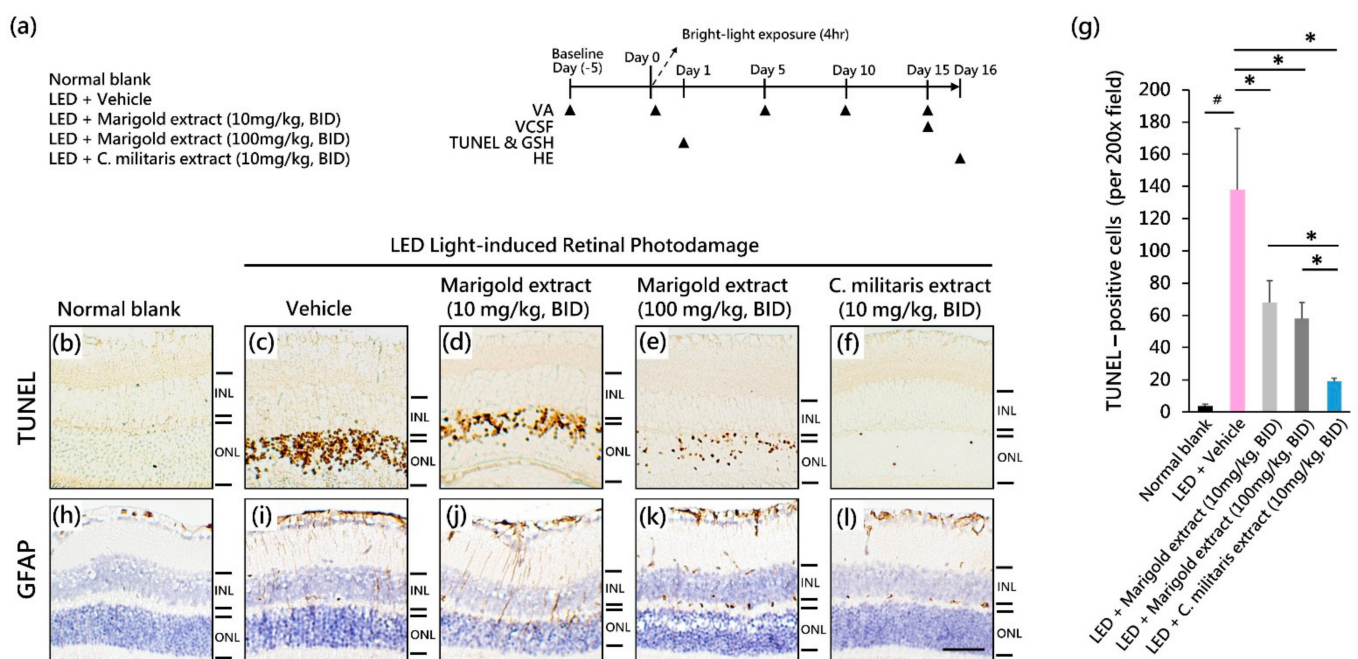 (a)
Normal blank
LED + Vehicle
LED + Marigold extract (10mg/kg, BID)
LED + Marigold extract (100mg/kg, BID)
LED + C. militaris extract (10mg/kg, BID)
Bright-light exposure (4hr)
Baseline
Day (-5)
Day 0
Day 1
Day 5
Day 10
Day 15
Day 16
VA
VCSF
TUNEL & GSH
HE
LED Light-induced Retinal Photodamage
Normal blank
Vehicle
Marigold extract
(10 mg/kg, BID)
Marigold extract
(100 mg/kg, BID)
C. militaris extract
(10 mg/kg, BID)
TUNEL
(b)
INL
ONL
(c)
INL
ONL
(d)
INL
ONL
(e)
INL
ONL
(f)
INL
ONL
GFAP
(h)
INL
ONL
(i)
INL
ONL
(j)
INL
ONL
(k)
INL
ONL
(l)
INL
ONL
(g)
TUNEL–positive cells (per 200x field)
200
180
160
140
120
100
80
60
40
20
0
#
*
*
*
*
*
Normal blank
LED + Vehicle
LED + Marigold extract (10mg/kg, BID)
LED + Marigold extract (100mg/kg, BID)
LED + C. militaris extract (10mg/kg, BID)